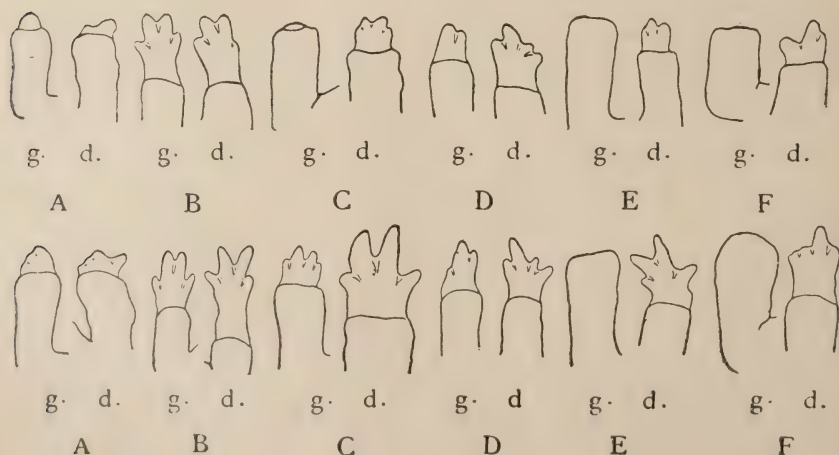 g. d. g. d. g. d. g. d. g. d. g. d.
A B C D E F
g. d. g. d. g. d. g. d g. d. g. d.
A B C D E F